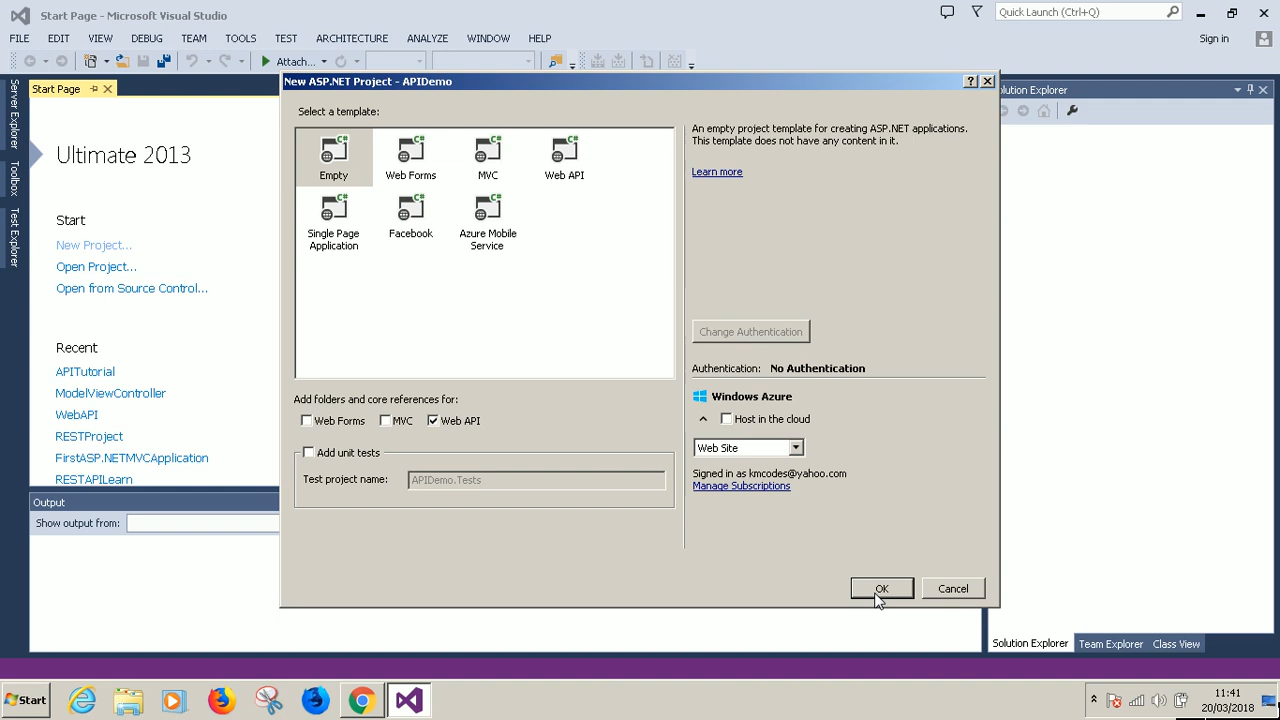 Start Page - Microsoft Visual Studio
Quick Launch (Ctrl+Q)
FILE EDIT VIEW DEBUG TEAM TOOLS TEST ARCHITECTURE ANALYZE WINDOW HELP
Sign in
Attach...
Server Explorer
Toolbox
Test Explorer
Start Page
Ultimate 2013
Start
New Project...
Open Project...
Open from Source Control...
Recent
APITutorial
ModelViewController
WebAPI
RESTProject
FirstASP.NETMVCApplication
RESTAPILearn
Output
Show output from:
New ASP.NET Project - APIDemo
Select a template:
Empty
Web Forms
MVC
Web API
Single Page
Application
Facebook
Azure Mobile
Service
Add folders and core references for:
Web Forms MVC Web API
Add unit tests
Test project name: APIDemo.Tests
An empty project template for creating ASP.NET applications.
This template does not have any content in it.
Learn more
Change Authentication
Authentication: No Authentication
Windows Azure
Host in the cloud
Web Site
Signed in as kmcodes@yahoo.com
Manage Subscriptions
OK
Cancel
olution Explorer
Solution Explorer Team Explorer Class View
Start
11:41
20/03/2018